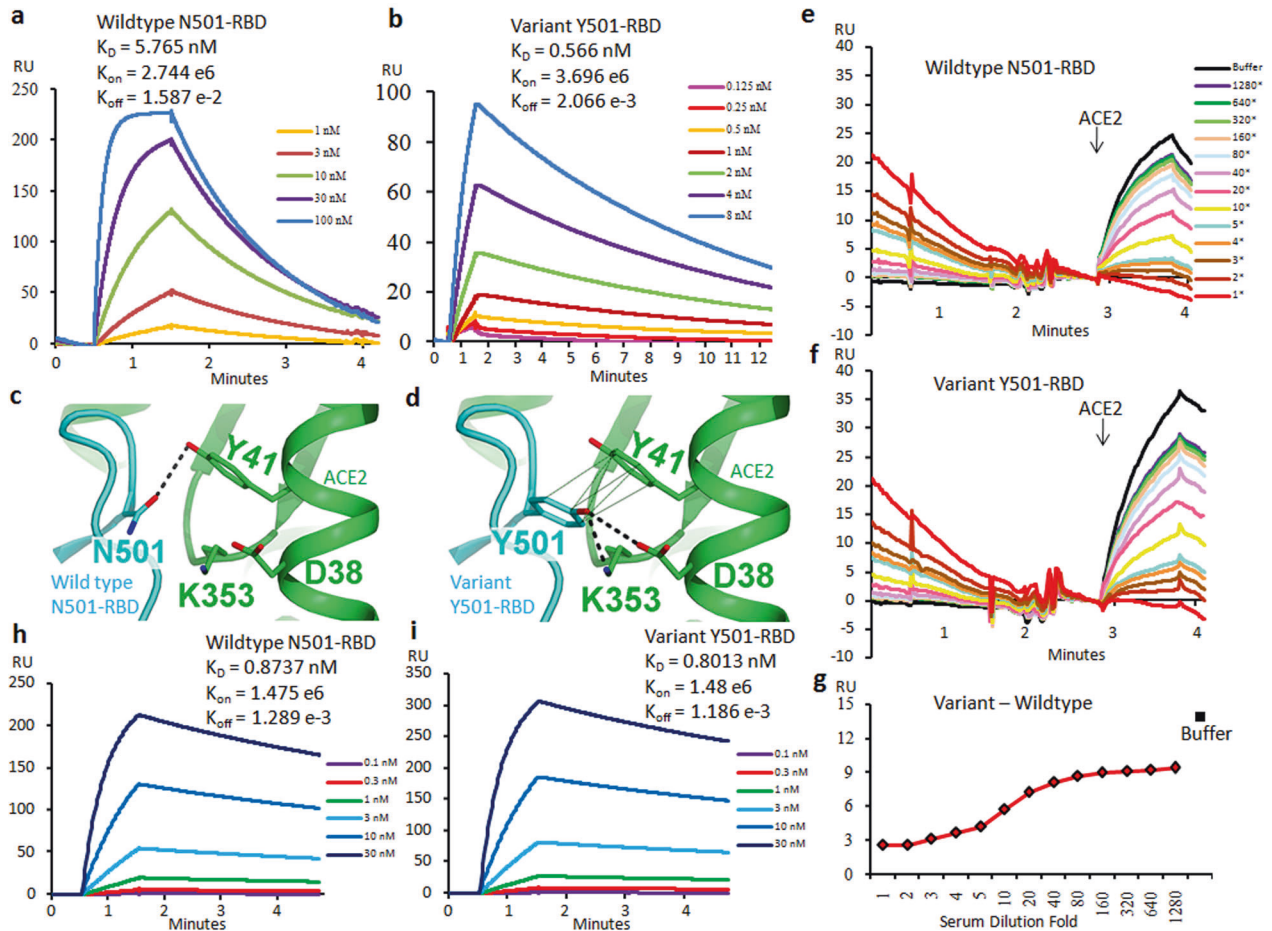 a
Wildtype N501-RBD
K_D = 5.765 nM
K_on = 2.744 e6
K_off = 1.587 e-2
RU
250
200
150
100
50
0
1 nM
3 nM
10 nM
30 nM
100 nM
0 1 2 3 4
Minutes
b
Variant Y501-RBD
K_D = 0.566 nM
K_on = 3.696 e6
K_off = 2.066 e-3
RU
100
80
60
40
20
0
0.125 nM
0.25 nM
0.5 nM
1 nM
2 nM
4 nM
8 nM
0 1 2 3 4 5 6 7 8 9 10 11 12
Minutes
e
RU
40
35
30
25
20
15
10
5
0
-5
-10
Wildtype N501-RBD
ACE2
1 2 3 4
Minutes
Buffer
1280*
640*
320*
160*
80*
40*
20*
10*
5*
4*
3*
2*
1*
c
Y41
ACE2
N501
D38
K353
Wild type
N501-RBD
d
Y41
ACE2
Y501
D38
K353
Variant
Y501-RBD
f
RU
40
35
30
25
20
15
10
5
0
-5
-10
Variant Y501-RBD
ACE2
1 2 3 4
Minutes
h
Wildtype N501-RBD
K_D = 0.8737 nM
K_on = 1.475 e6
K_off = 1.289 e-3
RU
250
200
150
100
50
0
0.1 nM
0.3 nM
1 nM
3 nM
10 nM
30 nM
0 1 2 3 4
Minutes
i
Variant Y501-RBD
K_D = 0.8013 nM
K_on = 1.48 e6
K_off = 1.186 e-3
RU
350
300
250
200
150
100
50
0
0.1 nM
0.3 nM
1 nM
3 nM
10 nM
30 nM
0 1 2 3 4
Minutes
g
RU
Variant – Wildtype
Buffer
15
12
9
6
3
0
1 2 3 4 5 10 20 40 80 160 320 640 1280
Serum Dilution Fold